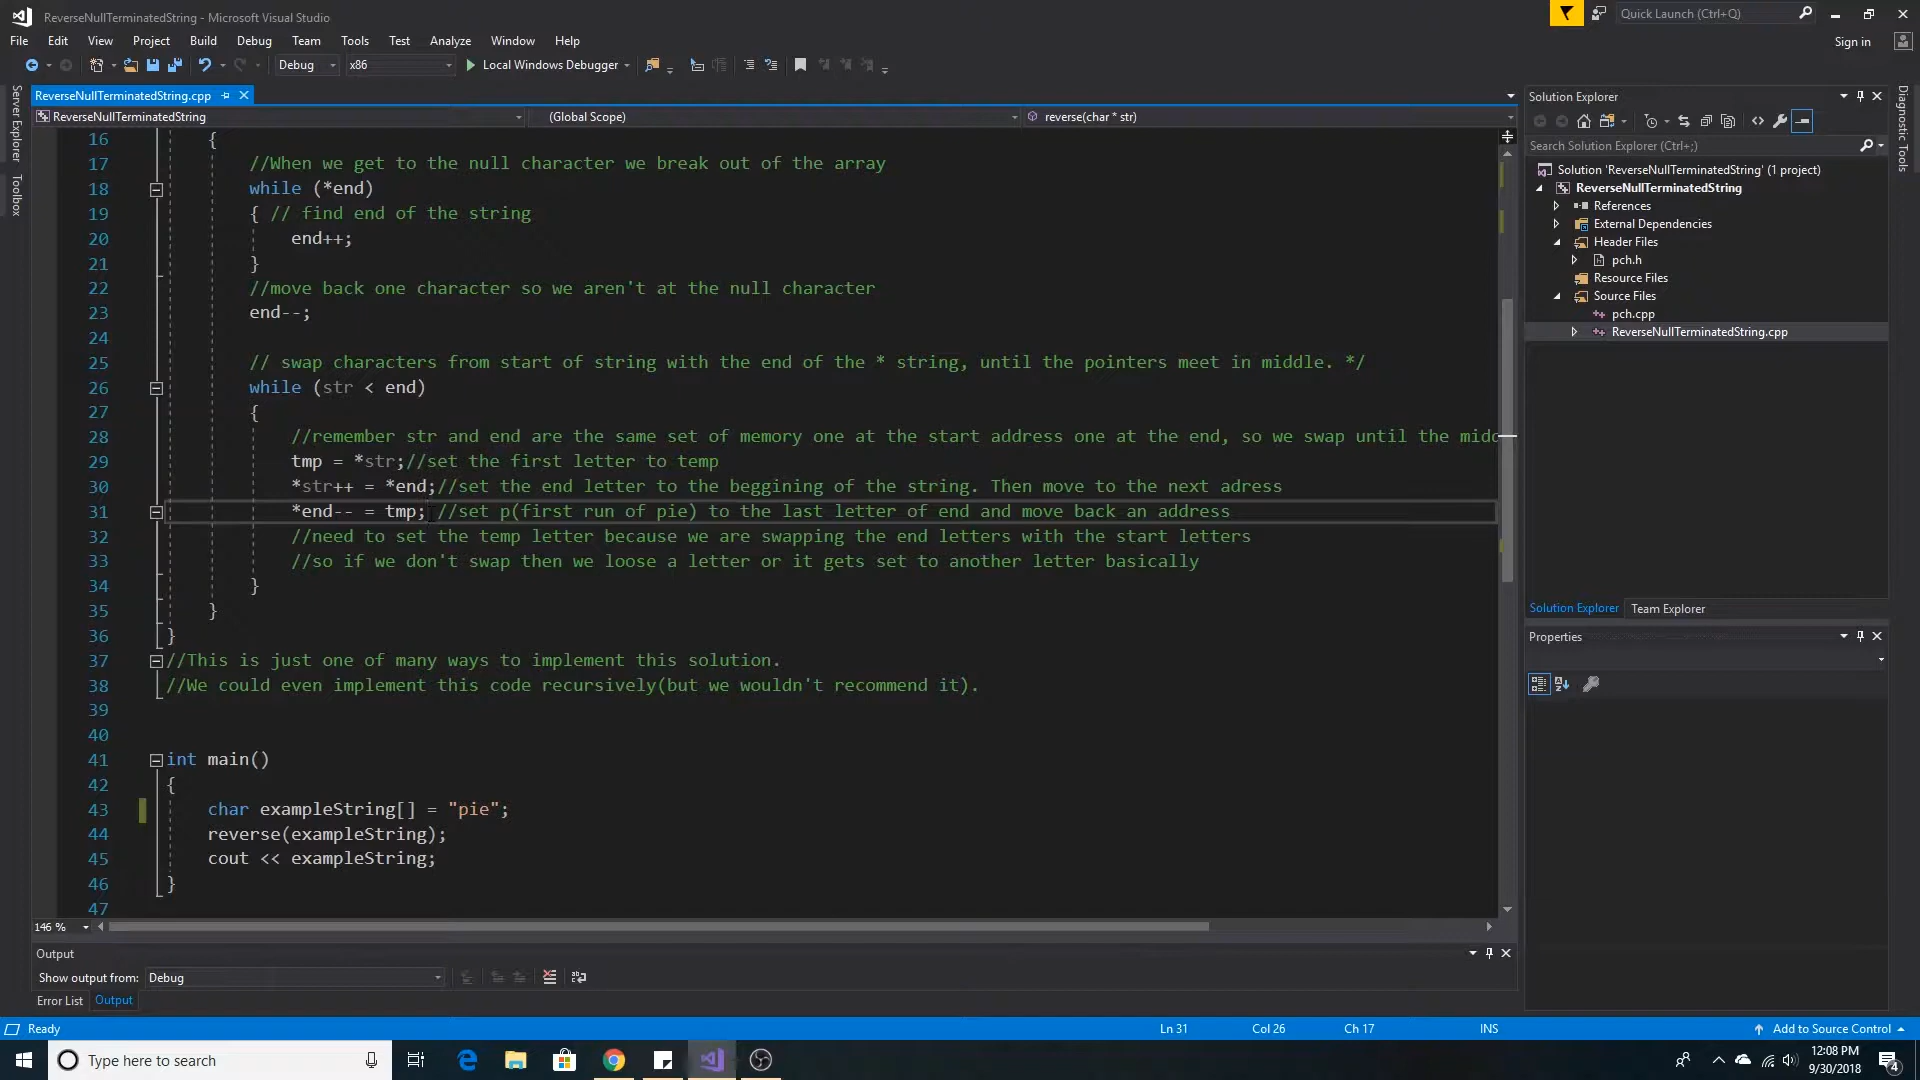 ReverseNullTerminatedString - Microsoft Visual Studio
Quick Launch (Ctrl+Q)
File Edit View Project Build Debug Team Tools Test Analyze Window Help
Sign in
Debug x86 Local Windows Debugger
ReverseNullTerminatedString.cpp
ReverseNullTerminatedString (Global Scope) reverse(char * str)
Server Explorer
Toolbox
16 {
17 //When we get to the null character we break out of the array
18 while (*end)
19 { // find end of the string
20 end++;
21 }
22 //move back one character so we aren't at the null character
23 end--;
24
25 // swap characters from start of string with the end of the * string, until the pointers meet in middle. */
26 while (str < end)
27 {
28 //remember str and end are the same set of memory one at the start address one at the end, so we swap until the midd
29 tmp = *str;//set the first letter to temp
30 *str++ = *end;//set the end letter to the beggining of the string. Then move to the next adress
31 *end-- = tmp; //set p(first run of pie) to the last letter of end and move back an address
32 //need to set the temp letter because we are swapping the end letters with the start letters
33 //so if we don't swap then we loose a letter or it gets set to another letter basically
34 }
35 }
36 }
37 //This is just one of many ways to implement this solution.
38 //We could even implement this code recursively(but we wouldn't recommend it).
39
40
41 int main()
42 {
43 char exampleString[] = "pie";
44 reverse(exampleString);
45 cout << exampleString;
46 }
47
146 %
Output
Show output from: Debug
Error List Output
Solution Explorer
Search Solution Explorer (Ctrl+;)
Solution 'ReverseNullTerminatedString' (1 project)
ReverseNullTerminatedString
References
External Dependencies
Header Files
pch.h
Resource Files
Source Files
pch.cpp
ReverseNullTerminatedString.cpp
Solution Explorer Team Explorer
Properties
Diagnostic Tools
Ready Ln 31 Col 26 Ch 17 INS Add to Source Control
Type here to search
12:08 PM
9/30/2018
4